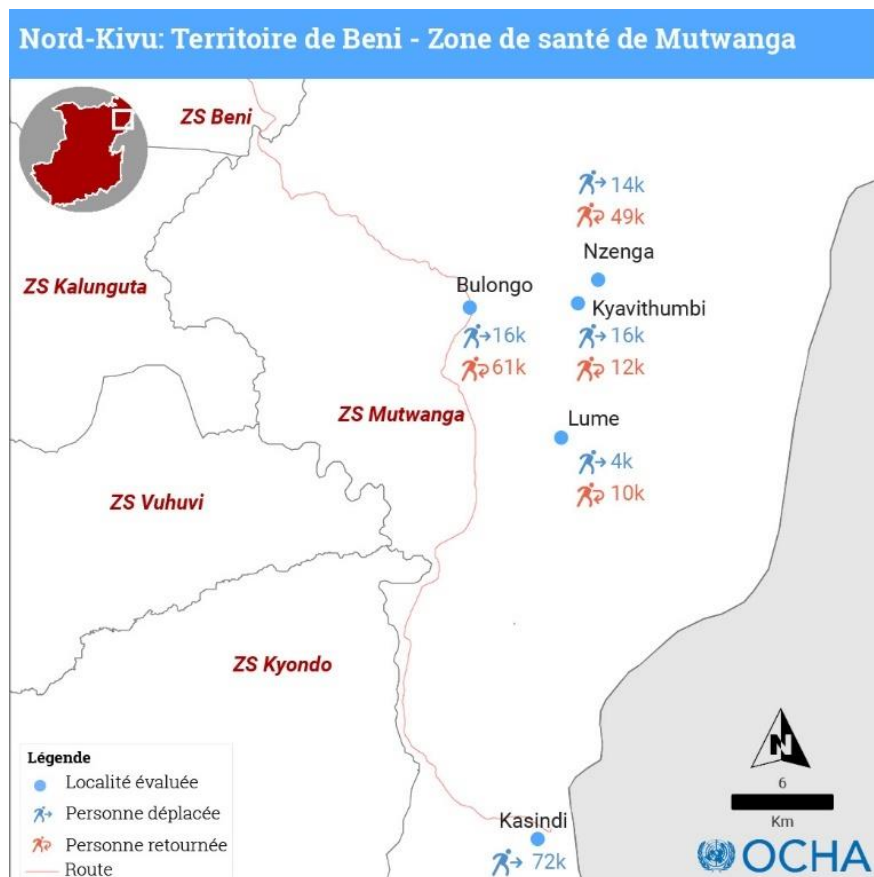 Nord-Kivu: Territoire de Beni - Zone de santé de Mutwanga
ZS Beni
14k
49k
Nzenga
ZS Kalunguta
Bulongo
Kyavithumbi
16k
61k
16k
12k
ZS Mutwanga
Lume
4k
10k
ZS Vuhuvi
ZS Kyondo
Légende
Localité évaluée
Personne déplacée
Personne retournée
Route
N
6
Km
Kasindi
72k
OCHA